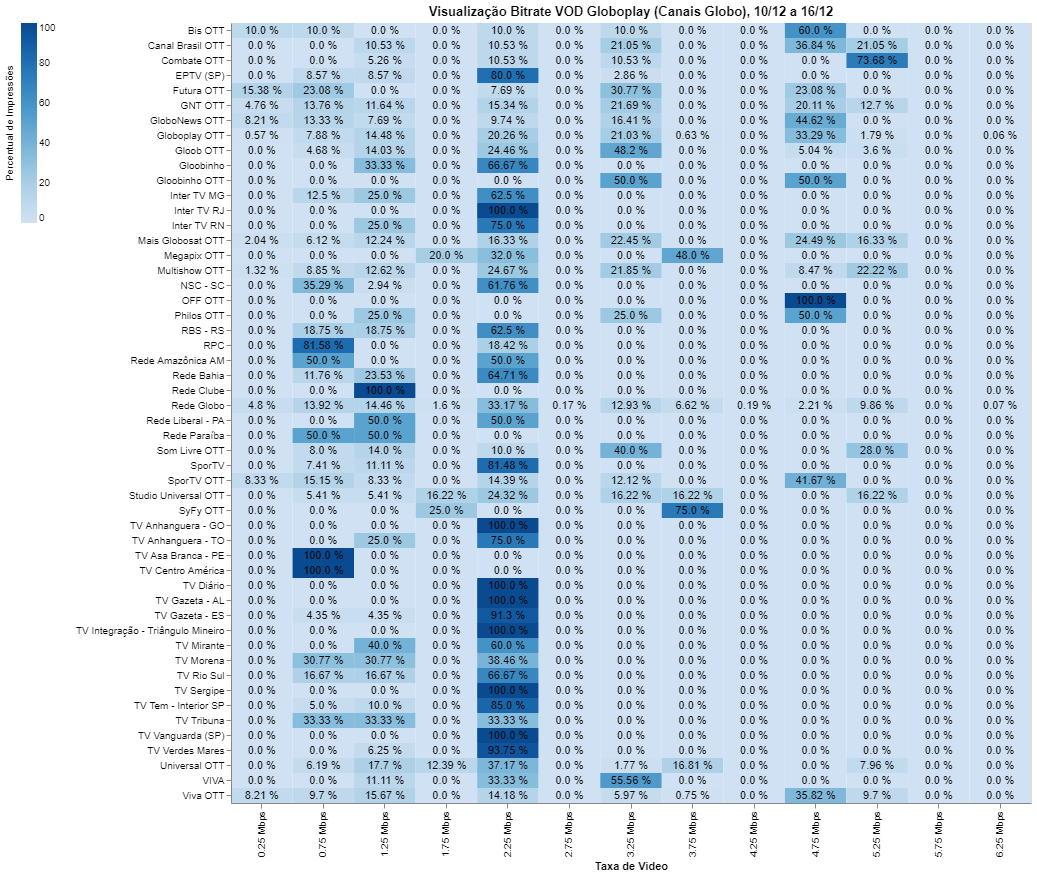 Visualização Bitrate VOD Globoplay (Canais Globo), 10/12 a 16/12
100
80
60
40
20
0
Percentual de Impressões
Bis OTT 10.0 % 10.0 % 0.0 % 0.0 % 10.0 % 0.0 % 10.0 % 0.0 % 0.0 % 60.0 % 0.0 % 0.0 % 0.0 %
Canal Brasil OTT 0.0 % 0.0 % 10.53 % 0.0 % 10.53 % 0.0 % 21.05 % 0.0 % 0.0 % 36.84 % 21.05 % 0.0 % 0.0 %
Combate OTT 0.0 % 0.0 % 5.26 % 0.0 % 10.53 % 0.0 % 10.53 % 0.0 % 0.0 % 0.0 % 73.68 % 0.0 % 0.0 %
EPTV (SP) 0.0 % 8.57 % 8.57 % 0.0 % 80.0 % 0.0 % 2.86 % 0.0 % 0.0 % 0.0 % 0.0 % 0.0 % 0.0 %
Futura OTT 15.38 % 23.08 % 0.0 % 0.0 % 7.69 % 0.0 % 30.77 % 0.0 % 0.0 % 23.08 % 0.0 % 0.0 % 0.0 %
GNT OTT 4.76 % 13.76 % 11.64 % 0.0 % 15.34 % 0.0 % 21.69 % 0.0 % 0.0 % 20.11 % 12.7 % 0.0 % 0.0 %
GloboNews OTT 8.21 % 13.33 % 7.69 % 0.0 % 9.74 % 0.0 % 16.41 % 0.0 % 0.0 % 44.62 % 0.0 % 0.0 % 0.0 %
Globoplay OTT 0.57 % 7.88 % 14.48 % 0.0 % 20.26 % 0.0 % 21.03 % 0.63 % 0.0 % 33.29 % 1.79 % 0.0 % 0.06 %
Gloob OTT 0.0 % 4.68 % 14.03 % 0.0 % 24.46 % 0.0 % 48.2 % 0.0 % 0.0 % 5.04 % 3.6 % 0.0 % 0.0 %
Gloobinho 0.0 % 0.0 % 33.33 % 0.0 % 66.67 % 0.0 % 0.0 % 0.0 % 0.0 % 0.0 % 0.0 % 0.0 % 0.0 %
Gloobinho OTT 0.0 % 0.0 % 0.0 % 0.0 % 0.0 % 0.0 % 50.0 % 0.0 % 0.0 % 50.0 % 0.0 % 0.0 % 0.0 %
Inter TV MG 0.0 % 12.5 % 25.0 % 0.0 % 62.5 % 0.0 % 0.0 % 0.0 % 0.0 % 0.0 % 0.0 % 0.0 % 0.0 %
Inter TV RJ 0.0 % 0.0 % 0.0 % 0.0 % 100.0 % 0.0 % 0.0 % 0.0 % 0.0 % 0.0 % 0.0 % 0.0 % 0.0 %
Inter TV RN 0.0 % 0.0 % 25.0 % 0.0 % 75.0 % 0.0 % 0.0 % 0.0 % 0.0 % 0.0 % 0.0 % 0.0 % 0.0 %
Mais Globosat OTT 2.04 % 6.12 % 12.24 % 0.0 % 16.33 % 0.0 % 22.45 % 0.0 % 0.0 % 24.49 % 16.33 % 0.0 % 0.0 %
Megapix OTT 0.0 % 0.0 % 0.0 % 20.0 % 32.0 % 0.0 % 0.0 % 48.0 % 0.0 % 0.0 % 0.0 % 0.0 % 0.0 %
Multishow OTT 1.32 % 8.85 % 12.62 % 0.0 % 24.67 % 0.0 % 21.85 % 0.0 % 0.0 % 8.47 % 22.22 % 0.0 % 0.0 %
NSC - SC 0.0 % 35.29 % 2.94 % 0.0 % 61.76 % 0.0 % 0.0 % 0.0 % 0.0 % 0.0 % 0.0 % 0.0 % 0.0 %
OFF OTT 0.0 % 0.0 % 0.0 % 0.0 % 0.0 % 0.0 % 0.0 % 0.0 % 0.0 % 100.0 % 0.0 % 0.0 % 0.0 %
Philos OTT 0.0 % 0.0 % 25.0 % 0.0 % 0.0 % 0.0 % 25.0 % 0.0 % 0.0 % 50.0 % 0.0 % 0.0 % 0.0 %
RBS - RS 0.0 % 18.75 % 18.75 % 0.0 % 62.5 % 0.0 % 0.0 % 0.0 % 0.0 % 0.0 % 0.0 % 0.0 % 0.0 %
RPC 0.0 % 81.58 % 0.0 % 0.0 % 18.42 % 0.0 % 0.0 % 0.0 % 0.0 % 0.0 % 0.0 % 0.0 % 0.0 %
Rede Amazônica AM 0.0 % 50.0 % 0.0 % 0.0 % 50.0 % 0.0 % 0.0 % 0.0 % 0.0 % 0.0 % 0.0 % 0.0 % 0.0 %
Rede Bahia 0.0 % 11.76 % 23.53 % 0.0 % 64.71 % 0.0 % 0.0 % 0.0 % 0.0 % 0.0 % 0.0 % 0.0 % 0.0 %
Rede Clube 0.0 % 0.0 % 100.0 % 0.0 % 0.0 % 0.0 % 0.0 % 0.0 % 0.0 % 0.0 % 0.0 % 0.0 % 0.0 %
Rede Globo 4.8 % 13.92 % 14.46 % 1.6 % 33.17 % 0.17 % 12.93 % 6.62 % 0.19 % 2.21 % 9.86 % 0.0 % 0.07 %
Rede Liberal - PA 0.0 % 0.0 % 50.0 % 0.0 % 50.0 % 0.0 % 0.0 % 0.0 % 0.0 % 0.0 % 0.0 % 0.0 % 0.0 %
Rede Paraíba 0.0 % 50.0 % 50.0 % 0.0 % 0.0 % 0.0 % 0.0 % 0.0 % 0.0 % 0.0 % 0.0 % 0.0 % 0.0 %
Som Livre OTT 0.0 % 8.0 % 14.0 % 0.0 % 10.0 % 0.0 % 40.0 % 0.0 % 0.0 % 0.0 % 28.0 % 0.0 % 0.0 %
SporTV 0.0 % 7.41 % 11.11 % 0.0 % 81.48 % 0.0 % 0.0 % 0.0 % 0.0 % 0.0 % 0.0 % 0.0 % 0.0 %
SporTV OTT 8.33 % 15.15 % 8.33 % 0.0 % 14.39 % 0.0 % 12.12 % 0.0 % 0.0 % 41.67 % 0.0 % 0.0 % 0.0 %
Studio Universal OTT 0.0 % 5.41 % 5.41 % 16.22 % 24.32 % 0.0 % 16.22 % 16.22 % 0.0 % 0.0 % 16.22 % 0.0 % 0.0 %
SyFy OTT 0.0 % 0.0 % 0.0 % 25.0 % 0.0 % 0.0 % 0.0 % 75.0 % 0.0 % 0.0 % 0.0 % 0.0 % 0.0 %
TV Anhanguera - GO 0.0 % 0.0 % 0.0 % 0.0 % 100.0 % 0.0 % 0.0 % 0.0 % 0.0 % 0.0 % 0.0 % 0.0 % 0.0 %
TV Anhanguera - TO 0.0 % 0.0 % 25.0 % 0.0 % 75.0 % 0.0 % 0.0 % 0.0 % 0.0 % 0.0 % 0.0 % 0.0 % 0.0 %
TV Asa Branca - PE 0.0 % 100.0 % 0.0 % 0.0 % 0.0 % 0.0 % 0.0 % 0.0 % 0.0 % 0.0 % 0.0 % 0.0 % 0.0 %
TV Centro América 0.0 % 100.0 % 0.0 % 0.0 % 0.0 % 0.0 % 0.0 % 0.0 % 0.0 % 0.0 % 0.0 % 0.0 % 0.0 %
TV Diário 0.0 % 0.0 % 0.0 % 0.0 % 100.0 % 0.0 % 0.0 % 0.0 % 0.0 % 0.0 % 0.0 % 0.0 % 0.0 %
TV Gazeta - AL 0.0 % 0.0 % 0.0 % 0.0 % 100.0 % 0.0 % 0.0 % 0.0 % 0.0 % 0.0 % 0.0 % 0.0 % 0.0 %
TV Gazeta - ES 0.0 % 4.35 % 4.35 % 0.0 % 91.3 % 0.0 % 0.0 % 0.0 % 0.0 % 0.0 % 0.0 % 0.0 % 0.0 %
TV Integração - Triângulo Mineiro 0.0 % 0.0 % 0.0 % 0.0 % 100.0 % 0.0 % 0.0 % 0.0 % 0.0 % 0.0 % 0.0 % 0.0 % 0.0 %
TV Mirante 0.0 % 0.0 % 40.0 % 0.0 % 60.0 % 0.0 % 0.0 % 0.0 % 0.0 % 0.0 % 0.0 % 0.0 % 0.0 %
TV Morena 0.0 % 30.77 % 30.77 % 0.0 % 38.46 % 0.0 % 0.0 % 0.0 % 0.0 % 0.0 % 0.0 % 0.0 % 0.0 %
TV Rio Sul 0.0 % 16.67 % 16.67 % 0.0 % 66.67 % 0.0 % 0.0 % 0.0 % 0.0 % 0.0 % 0.0 % 0.0 % 0.0 %
TV Sergipe 0.0 % 0.0 % 0.0 % 0.0 % 100.0 % 0.0 % 0.0 % 0.0 % 0.0 % 0.0 % 0.0 % 0.0 % 0.0 %
TV Tem - Interior SP 0.0 % 5.0 % 10.0 % 0.0 % 85.0 % 0.0 % 0.0 % 0.0 % 0.0 % 0.0 % 0.0 % 0.0 % 0.0 %
TV Tribuna 0.0 % 33.33 % 33.33 % 0.0 % 33.33 % 0.0 % 0.0 % 0.0 % 0.0 % 0.0 % 0.0 % 0.0 % 0.0 %
TV Vanguarda (SP) 0.0 % 0.0 % 0.0 % 0.0 % 100.0 % 0.0 % 0.0 % 0.0 % 0.0 % 0.0 % 0.0 % 0.0 % 0.0 %
TV Verdes Mares 0.0 % 0.0 % 6.25 % 0.0 % 93.75 % 0.0 % 0.0 % 0.0 % 0.0 % 0.0 % 0.0 % 0.0 % 0.0 %
Universal OTT 0.0 % 6.19 % 17.7 % 12.39 % 37.17 % 0.0 % 1.77 % 16.81 % 0.0 % 0.0 % 7.96 % 0.0 % 0.0 %
VIVA 0.0 % 0.0 % 11.11 % 0.0 % 33.33 % 0.0 % 55.56 % 0.0 % 0.0 % 0.0 % 0.0 % 0.0 % 0.0 %
Viva OTT 8.21 % 9.7 % 15.67 % 0.0 % 14.18 % 0.0 % 5.97 % 0.75 % 0.0 % 35.82 % 9.7 % 0.0 % 0.0 %
0.25 Mbps 0.75 Mbps 1.25 Mbps 1.75 Mbps 2.25 Mbps 2.75 Mbps 3.25 Mbps 3.75 Mbps 4.25 Mbps 4.75 Mbps 5.25 Mbps 5.75 Mbps 6.25 Mbps
Taxa de Video